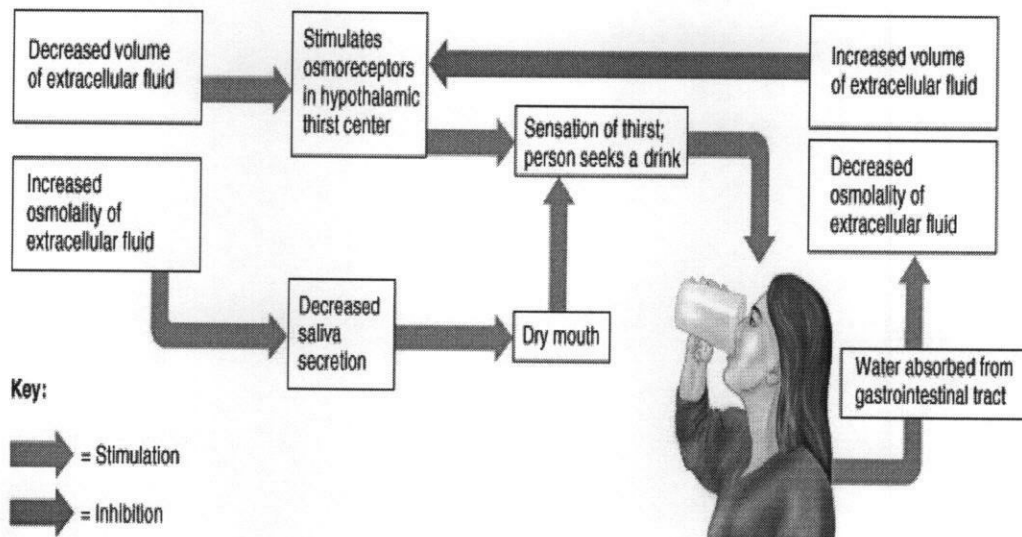 Decreased volume
of extracellular fluid
Stimulates
osmoreceptors
in hypothalamic
thirst center
Increased volume
of extracellular fluid
Sensation of thirst;
person seeks a drink
Increased
osmolality of
extracellular fluid
Decreased
osmolality of
extracellular fluid
Decreased
saliva
secretion
Dry mouth
Water absorbed from
gastrointestinal tract
Key:
= Stimulation
= Inhibition